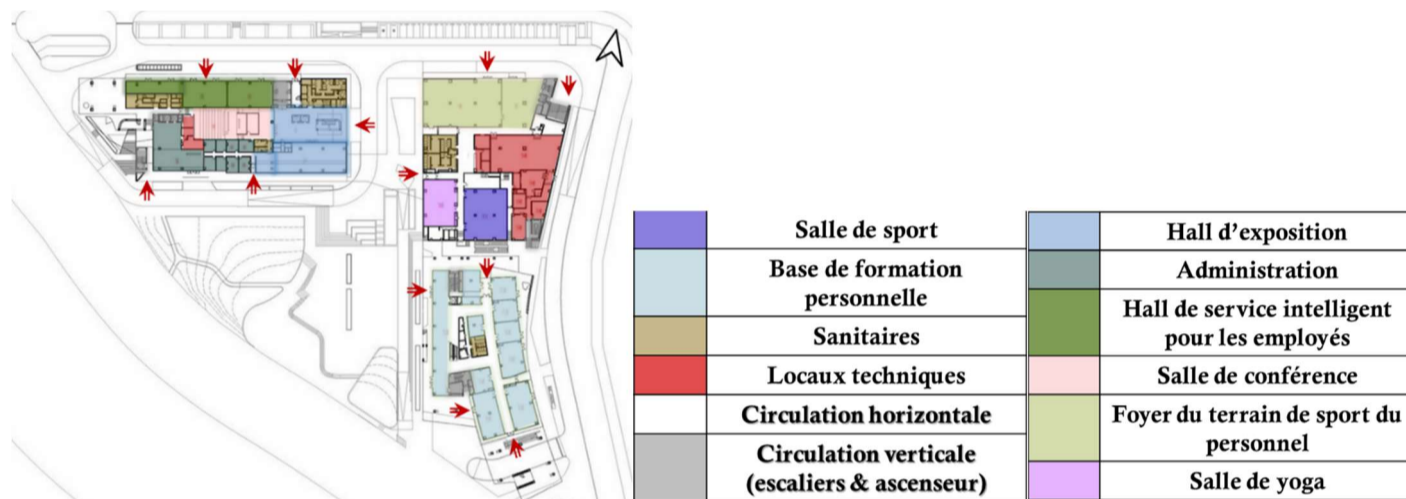 Salle de sport
Base de formation
personnelle
Sanitaires
Locaux techniques
Circulation horizontale
Circulation verticale
(escaliers & ascenseur)
Hall d'exposition
Administration
Hall de service intelligent
pour les employés
Salle de conférence
Foyer du terrain de sport du
personnel
Salle de yoga